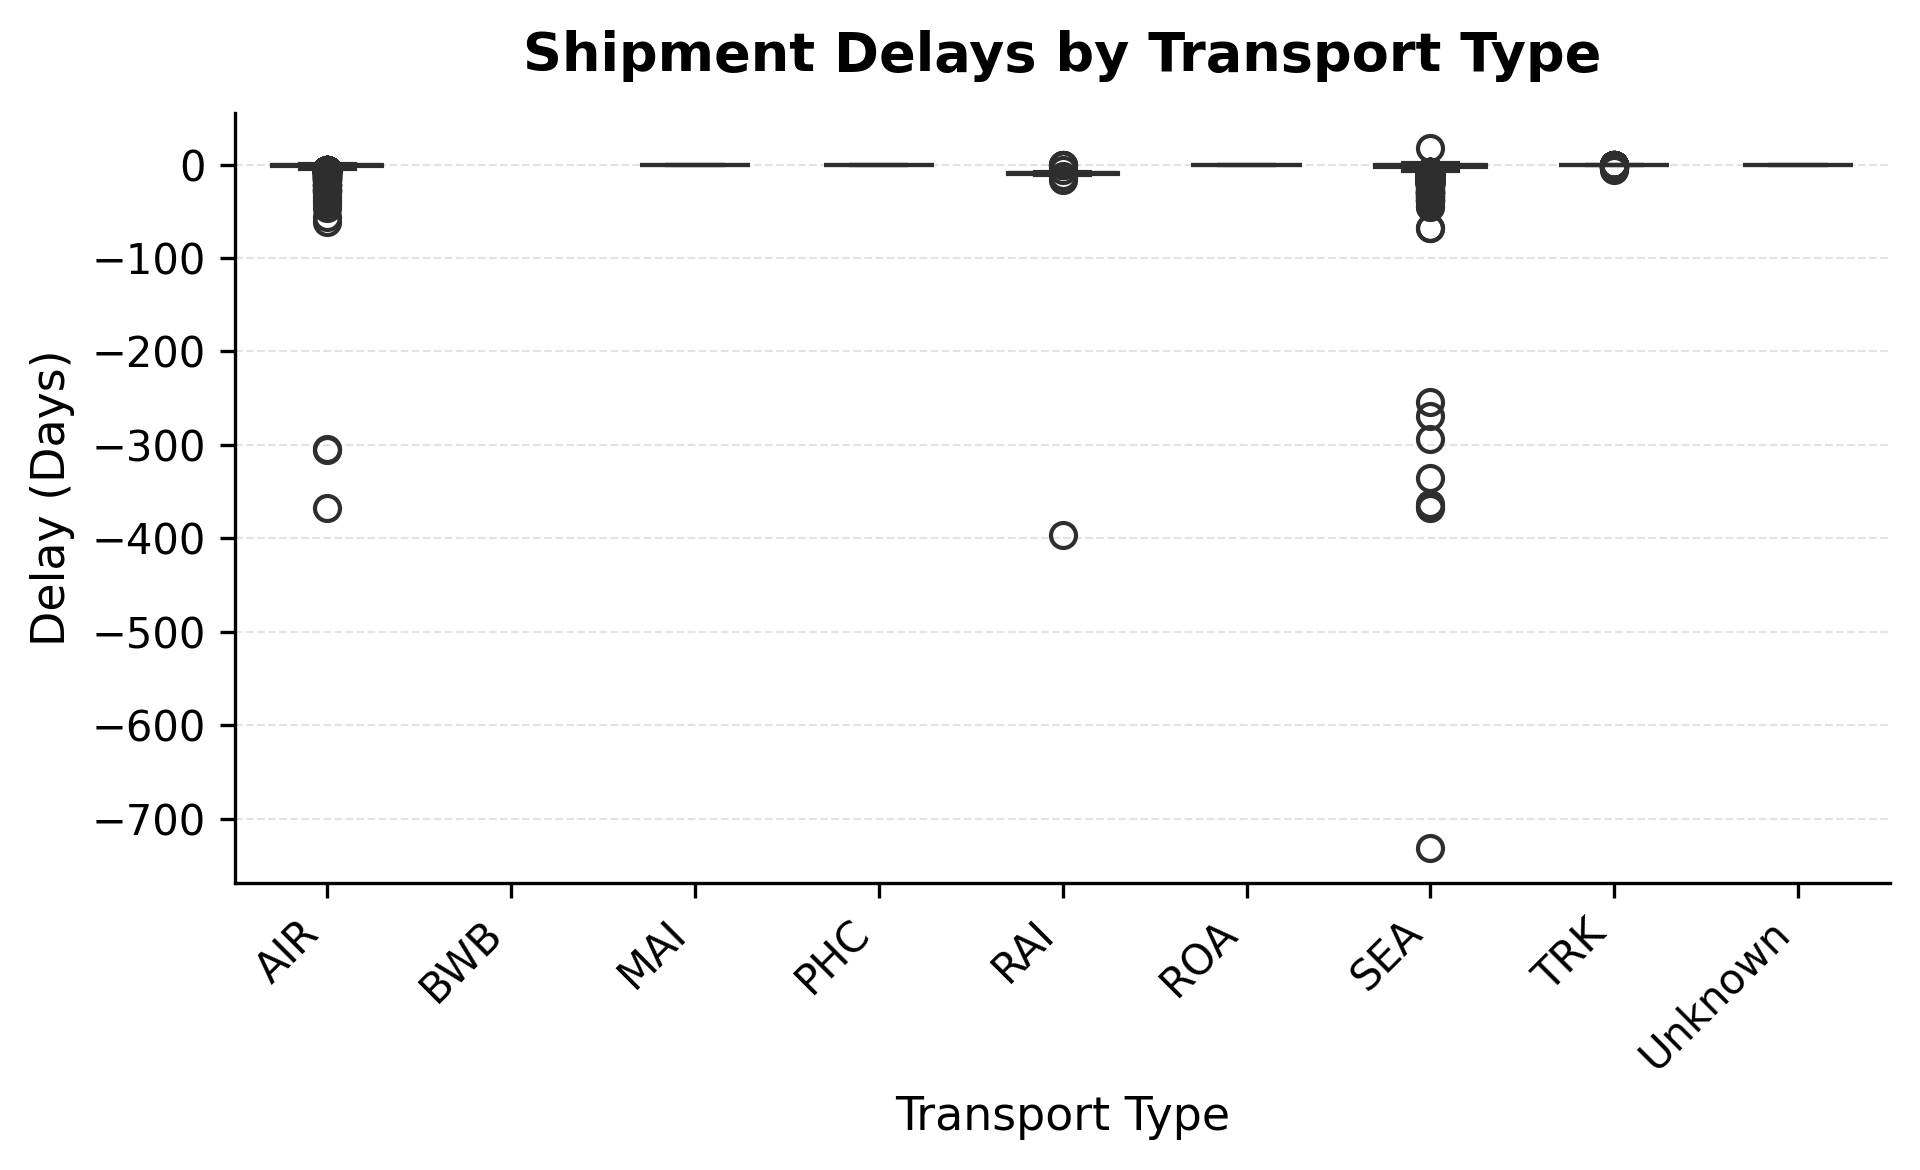 Shipment Delays by Transport Type
Delay (Days)
0
−100
−200
−300
−400
−500
−600
−700
AIR
BWB
MAI
PHC
RAI
ROA
SEA
TRK
Unknown
Transport Type